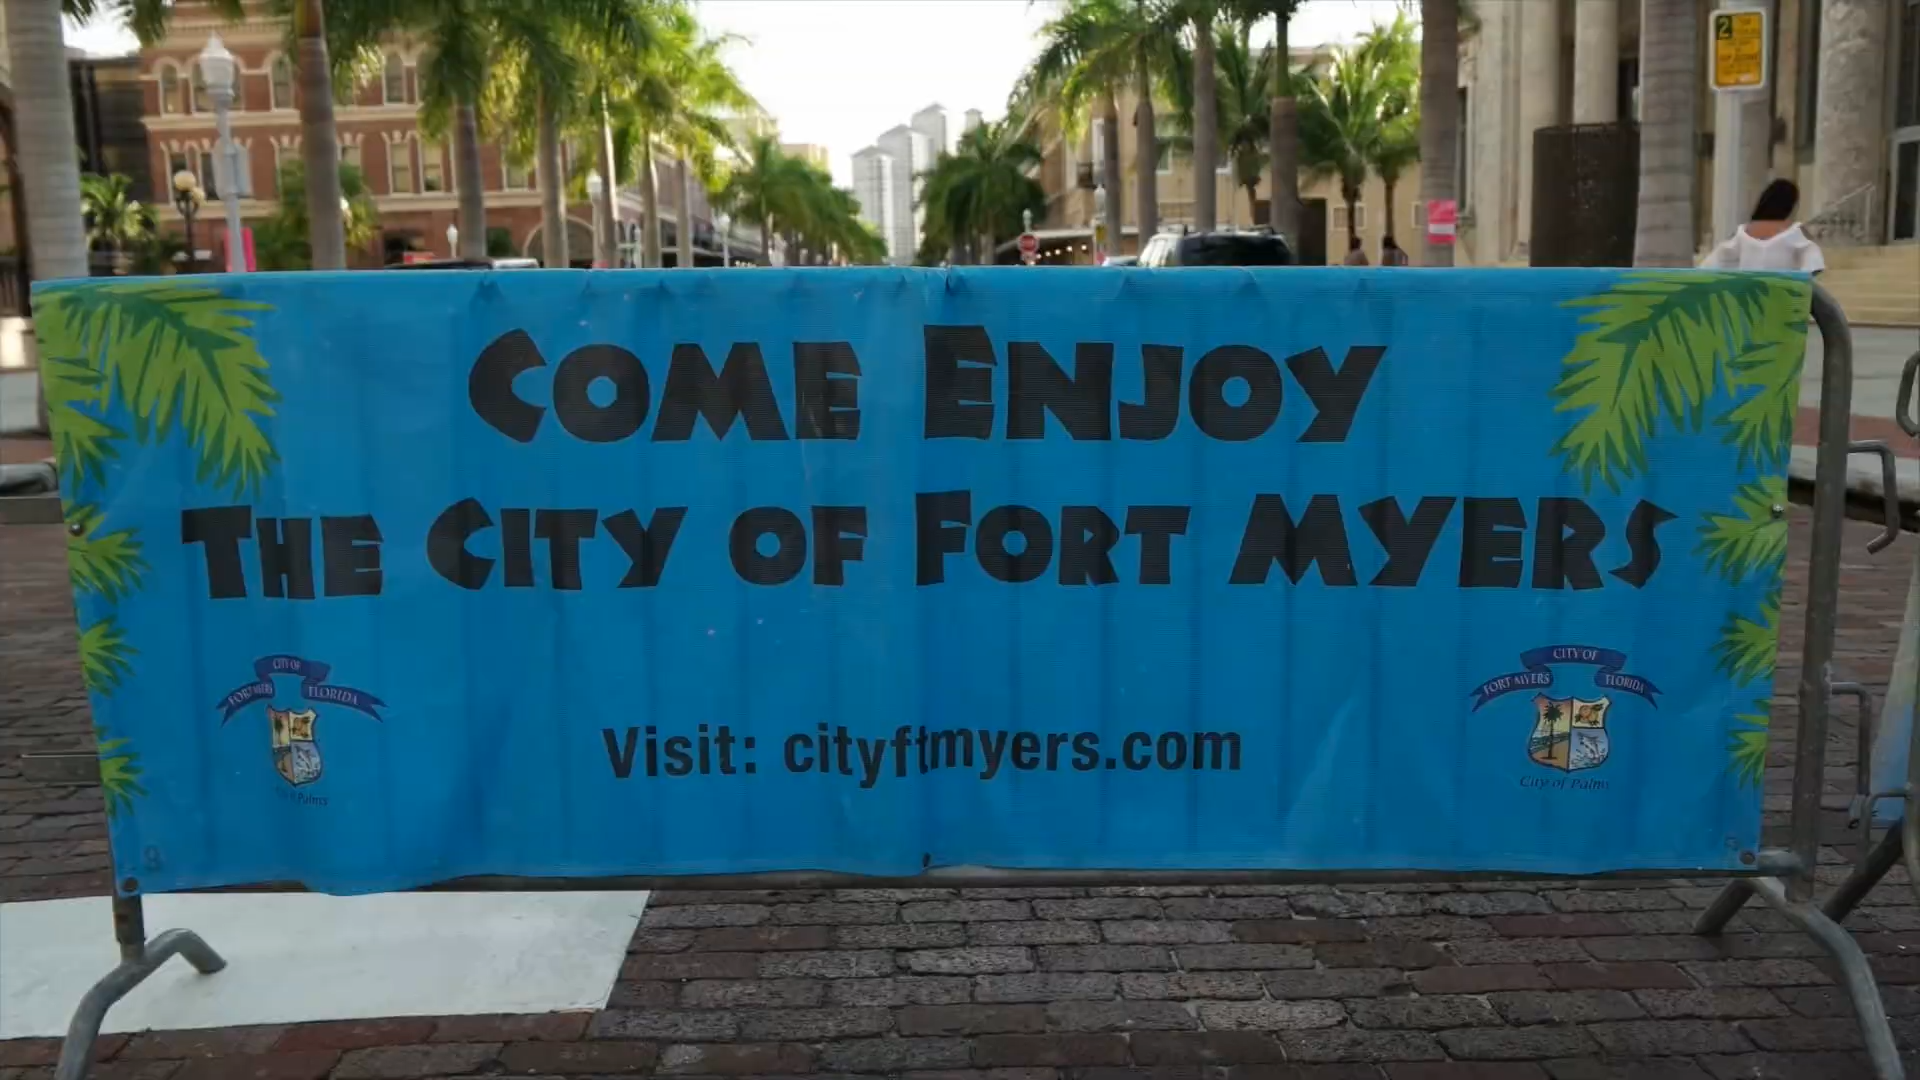 COME ENJOY
THE CITY OF FORT MYERS
CITY OF
FORT MYERS FLORIDA
Visit: cityftmyers.com
CITY OF
FORT MYERS FLORIDA
City of Palms
2